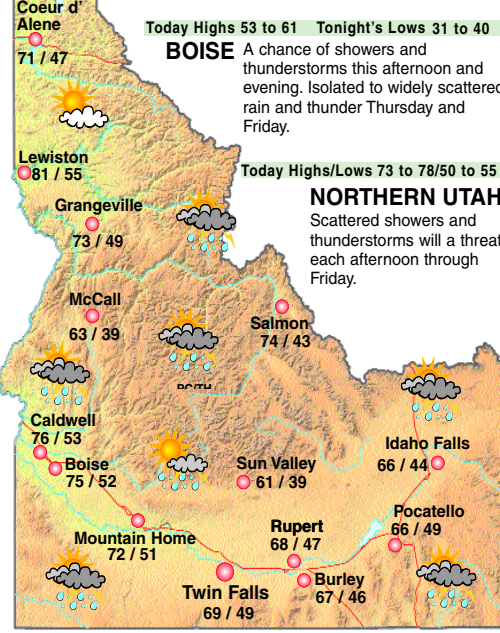 Coeur d'
Alene
71 / 47
Today Highs 53 to 61 Tonight's Lows 31 to 40
BOISE
A chance of showers and
thunderstorms this afternoon and
evening. Isolated to widely scattered
rain and thunder Thursday and
Friday.
Today Highs/Lows 73 to 78/50 to 55
NORTHERN UTAH
Scattered showers and
thunderstorms will a threat
each afternoon through
Friday.
Lewiston
81 / 55
Grangeville
73 / 49
McCall
63 / 39
Salmon
74 / 43
Caldwell
76 / 53
Boise
75 / 52
Sun Valley
61 / 39
Idaho Falls
66 / 44
Mountain Home
72 / 51
Rupert
68 / 47
Pocatello
66 / 49
Twin Falls
69 / 49
Burley
67 / 46